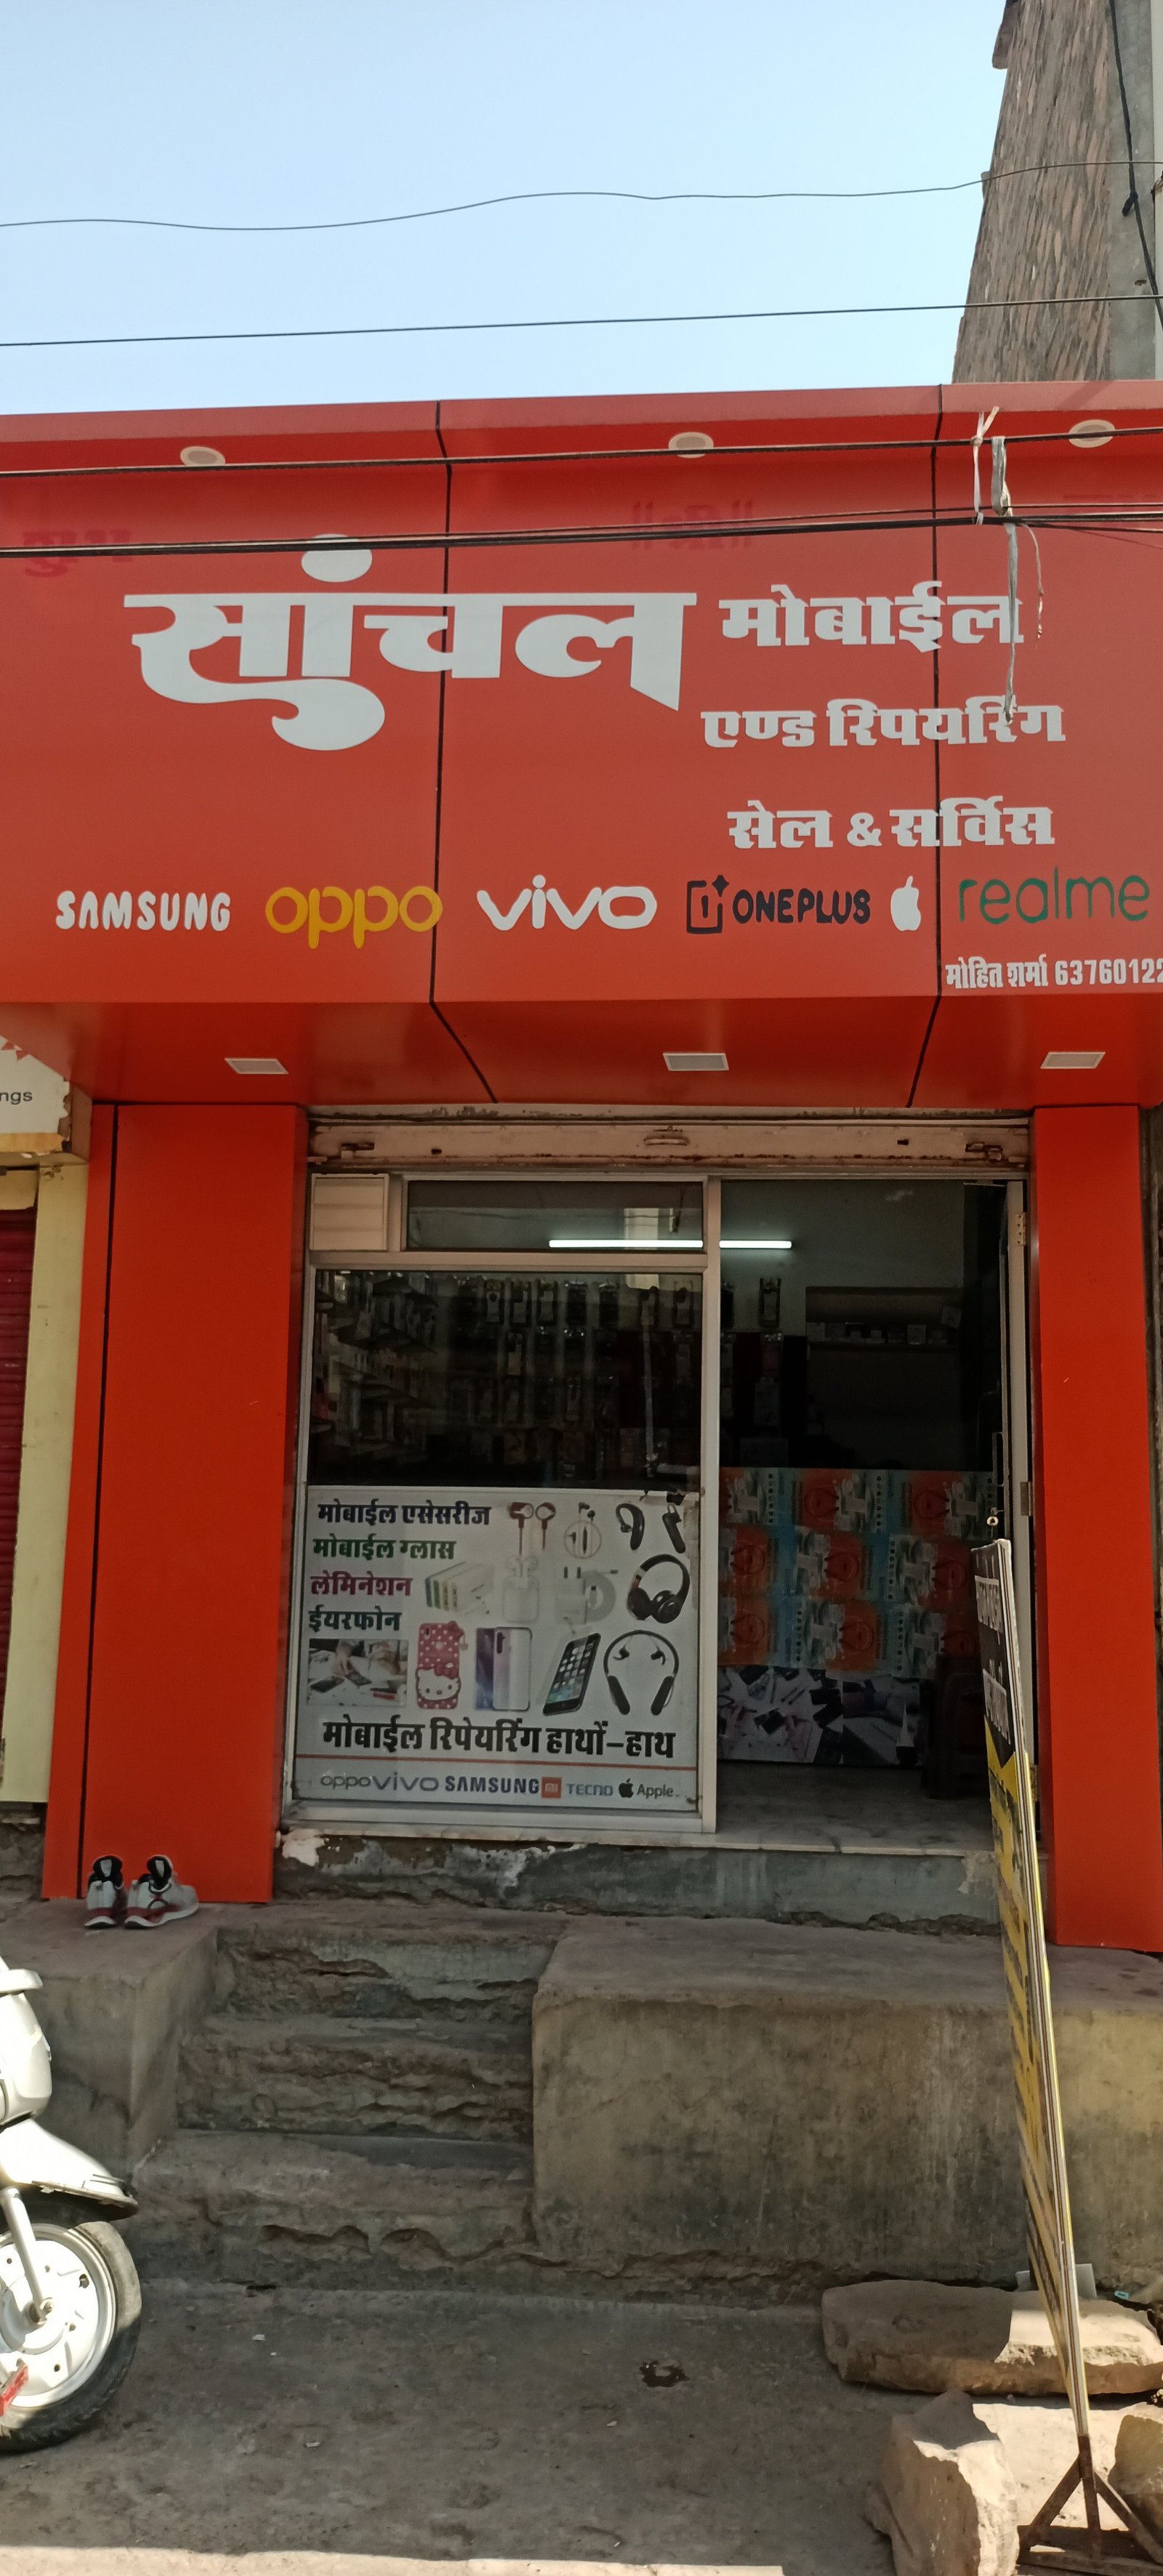 सांचल मोबाईल
एण्ड रिपयरिंग
सेल & सर्विस
SAMSUNG oppo vivo ONEPLUS realme
मोहित शर्मा 63760122
ngs
मोबाईल एसेसरीज
मोबाईल ग्लास
लेमिनेशन
ईयरफोन
मोबाईल रिपेयरिंग हाथों-हाथ
oppo vivo SAMSUNG mi TECNO Apple